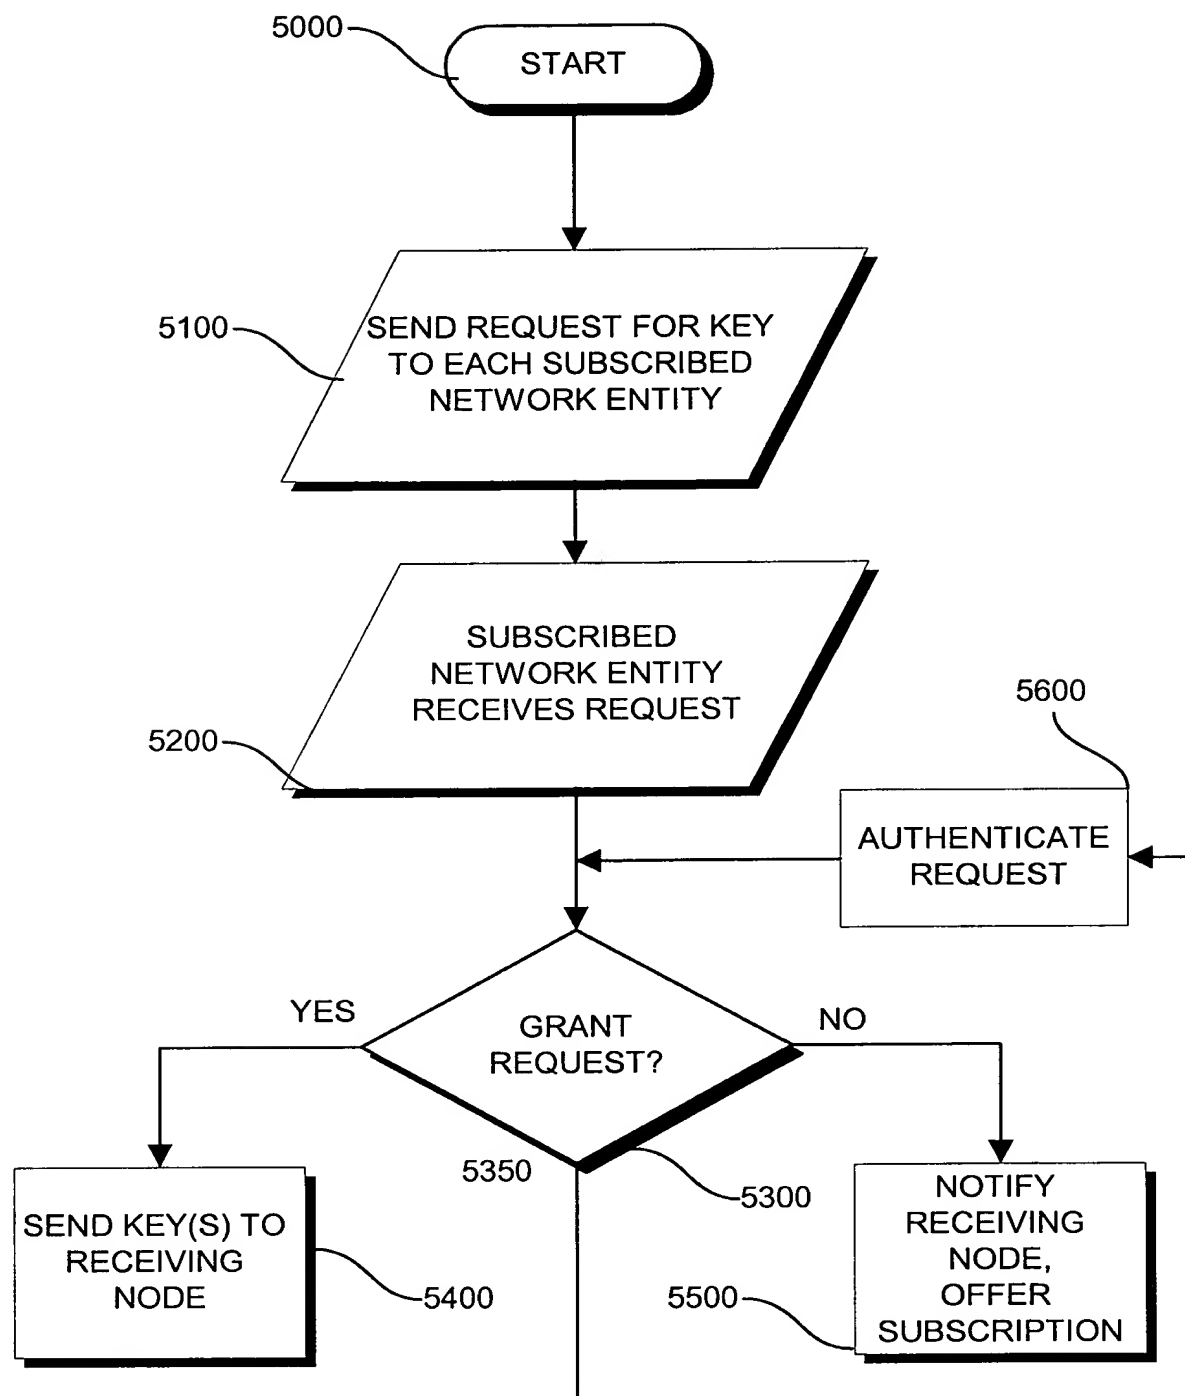 5000
START
5100
SEND REQUEST FOR KEY
TO EACH SUBSCRIBED
NETWORK ENTITY
SUBSCRIBED
NETWORK ENTITY
RECEIVES REQUEST
5200
5600
AUTHENTICATE
REQUEST
YES
GRANT
REQUEST?
NO
5350
5300
SEND KEY(S) TO
RECEIVING
NODE
5400
NOTIFY
RECEIVING
NODE,
OFFER
SUBSCRIPTION
5500